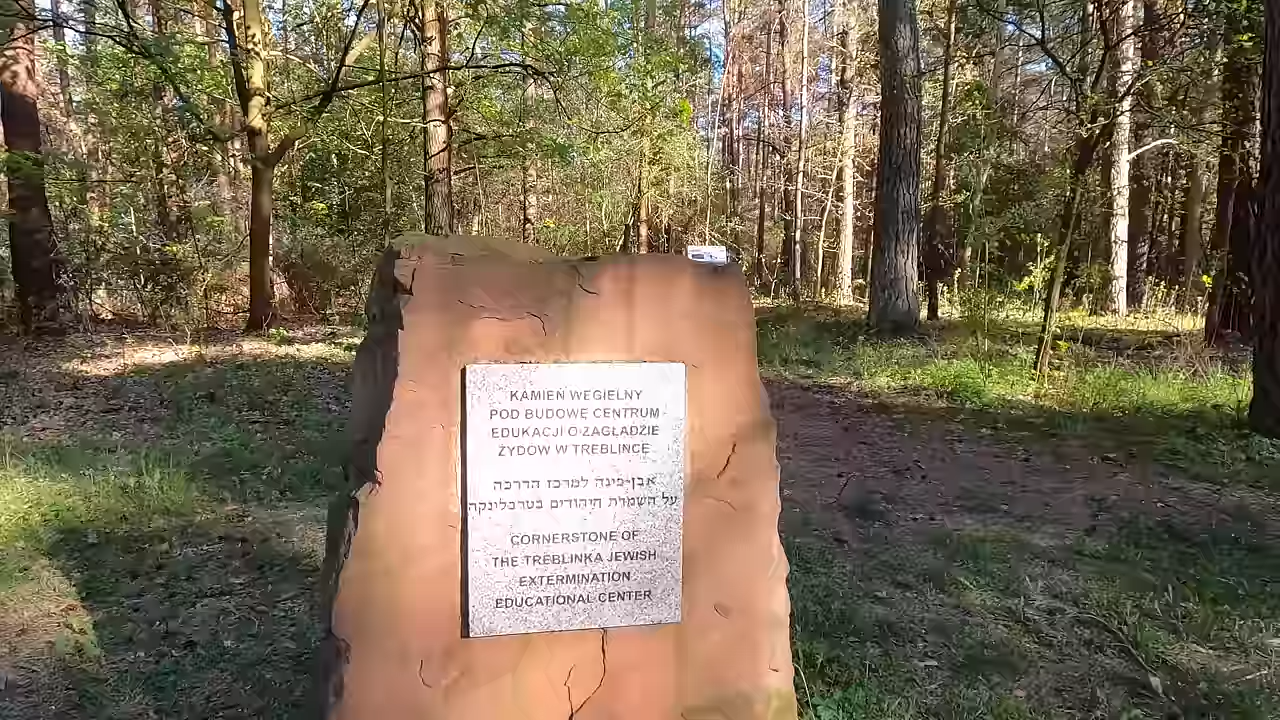 KAMIEŃ WĘGIELNY
POD BUDOWĘ CENTRUM
EDUKACJI O ZAGŁADZIE
ŻYDÓW W TREBLINCE
אבן-פינה למרכז הדרכה
על השמדת היהודים בטרבלינקה
CORNERSTONE OF
THE TREBLINKA JEWISH
EXTERMINATION
EDUCATIONAL CENTER